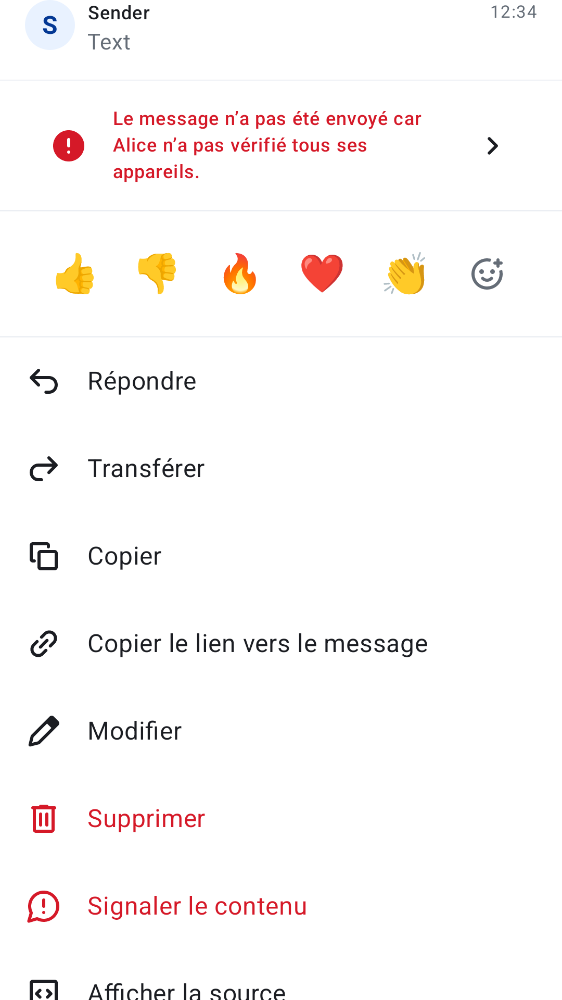 S
Sender
12:34
Text
Le message n’a pas été envoyé car
Alice n’a pas vérifié tous ses
appareils.
Répondre
Transférer
Copier
Copier le lien vers le message
Modifier
Supprimer
Signaler le contenu
Afficher la source